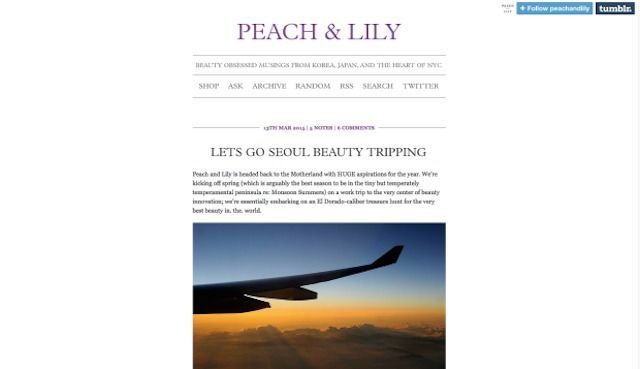 PEACH
LILY
+ Follow peachandlily
tumblr.
PEACH & LILY
BEAUTY OBSESSED MUSINGS FROM KOREA, JAPAN, AND THE HEART OF NYC
SHOP ASK ARCHIVE RANDOM RSS SEARCH TWITTER
13TH MAR 2013 | 5 NOTES | 6 COMMENTS
LETS GO SEOUL BEAUTY TRIPPING
Peach and Lily is headed back to the Motherland with HUGE aspirations for the year. We're
kicking off spring (which is arguably the best season to be in the tiny but temperately
temperamental peninsula re: Monsoon Summers) on a work trip to the very center of beauty
innovation; we're essentially embarking on an El Dorado-caliber treasure hunt for the very
best beauty in. the. world.